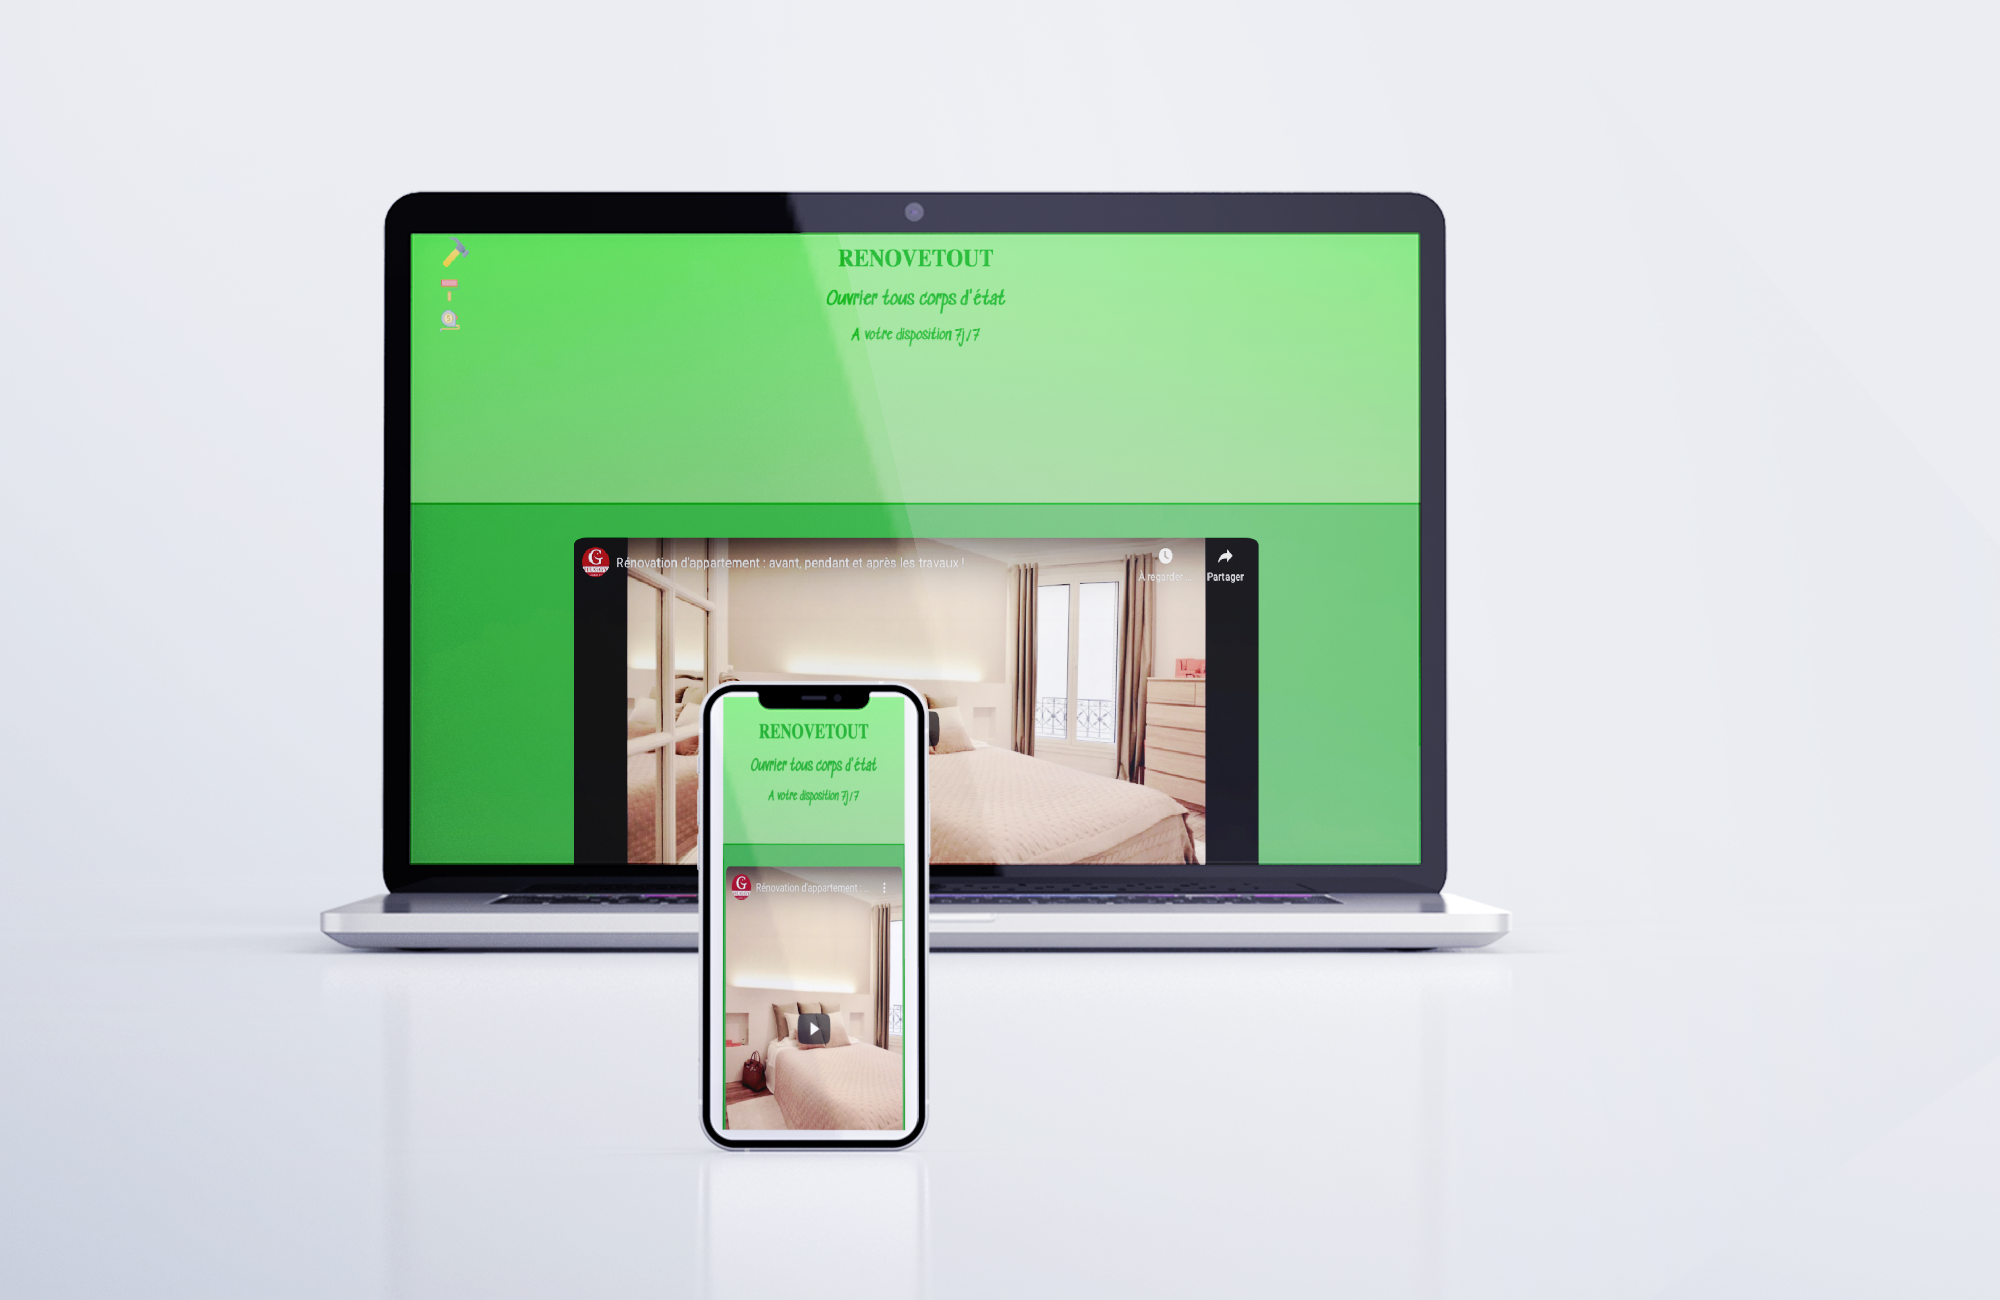 RENOVETOUT
Ouvrier tous corps d'état
A votre disposition 7j/7
G
Rénovation d'appartement : avant, pendant et après les travaux !
À regarder ...
Partager
RENOVETOUT
Ouvrier tous corps d'état
A votre disposition 7j/7
G
Rénovation d'appartement : ...